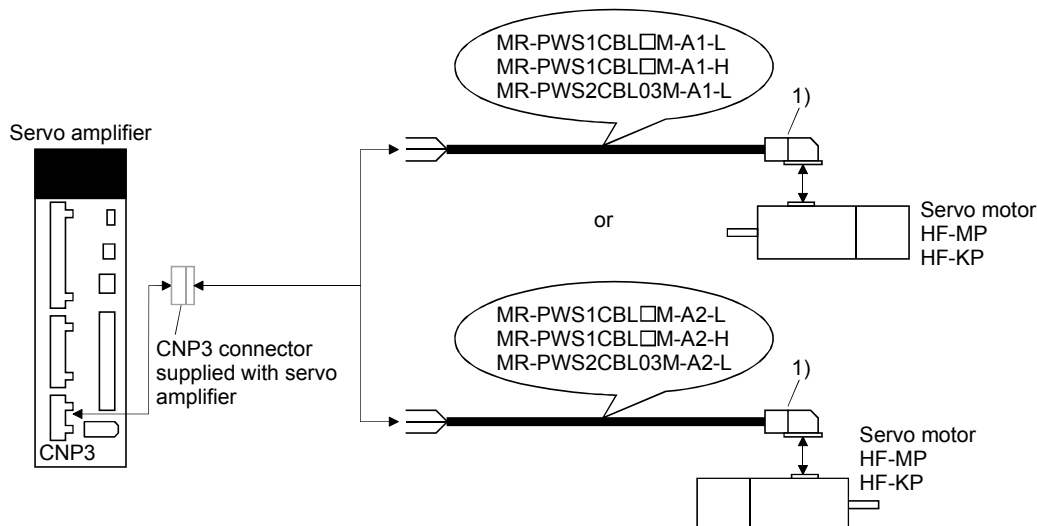 MR-PWS1CBL□M-A1-L
MR-PWS1CBL□M-A1-H
MR-PWS2CBL03M-A1-L
1)
Servo amplifier
Servo motor
HF-MP
HF-KP
or
CNP3 connector
supplied with servo
amplifier
CNP3
MR-PWS1CBL□M-A2-L
MR-PWS1CBL□M-A2-H
MR-PWS2CBL03M-A2-L
1)
Servo motor
HF-MP
HF-KP